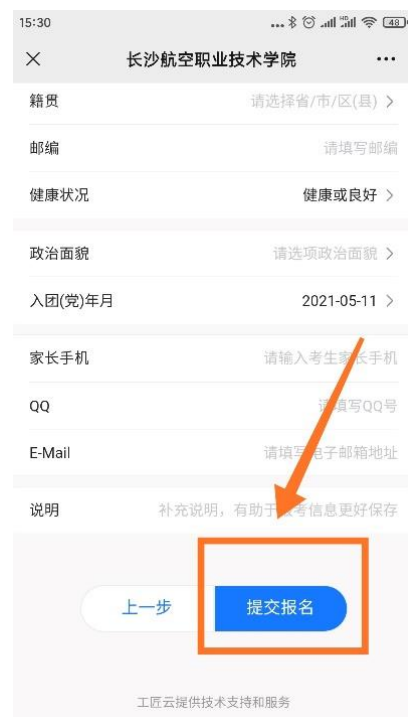 15:30 ... HD 48
长沙航空职业技术学院 ...
籍贯 请选择省/市/区(县)
邮编 请填写邮编
健康状况 健康或良好
政治面貌 请选项政治面貌
入团(党)年月 2021-05-11
家长手机 请输入考生家长手机
QQ 请填写QQ号
E-Mail 请填写电子邮箱地址
说明 补充说明，有助于报考信息更好保存
上一步 提交报名
工匠云提供技术支持和服务